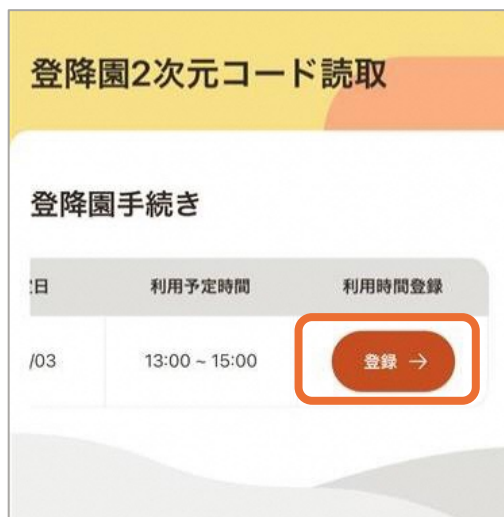 登降園2次元コード読取
登降園手続き
日 利用予定時間 利用時間登録
/03 13:00 ~ 15:00 登録 →